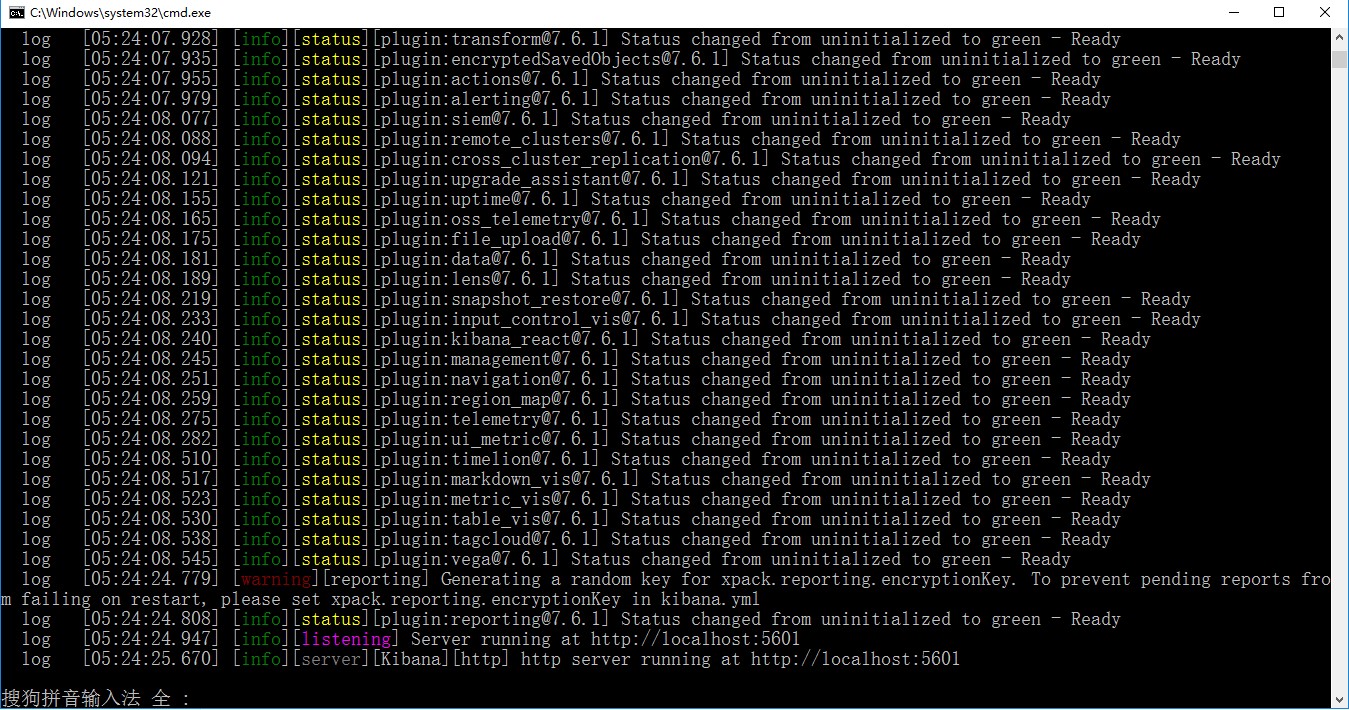 C:\Windows\system32\cmd.exe
log [05:24:07.928] [info][status][plugin:transform@7.6.1] Status changed from uninitialized to green - Ready
log [05:24:07.935] [info][status][plugin:encryptedSavedObjects@7.6.1] Status changed from uninitialized to green - Ready
log [05:24:07.955] [info][status][plugin:actions@7.6.1] Status changed from uninitialized to green - Ready
log [05:24:07.979] [info][status][plugin:alerting@7.6.1] Status changed from uninitialized to green - Ready
log [05:24:08.077] [info][status][plugin:siem@7.6.1] Status changed from uninitialized to green - Ready
log [05:24:08.088] [info][status][plugin:remote_clusters@7.6.1] Status changed from uninitialized to green - Ready
log [05:24:08.094] [info][status][plugin:cross_cluster_replication@7.6.1] Status changed from uninitialized to green - Ready
log [05:24:08.121] [info][status][plugin:upgrade_assistant@7.6.1] Status changed from uninitialized to green - Ready
log [05:24:08.155] [info][status][plugin:uptime@7.6.1] Status changed from uninitialized to green - Ready
log [05:24:08.165] [info][status][plugin:oss_telemetry@7.6.1] Status changed from uninitialized to green - Ready
log [05:24:08.175] [info][status][plugin:file_upload@7.6.1] Status changed from uninitialized to green - Ready
log [05:24:08.181] [info][status][plugin:data@7.6.1] Status changed from uninitialized to green - Ready
log [05:24:08.189] [info][status][plugin:lens@7.6.1] Status changed from uninitialized to green - Ready
log [05:24:08.219] [info][status][plugin:snapshot_restore@7.6.1] Status changed from uninitialized to green - Ready
log [05:24:08.233] [info][status][plugin:input_control_vis@7.6.1] Status changed from uninitialized to green - Ready
log [05:24:08.240] [info][status][plugin:kibana_react@7.6.1] Status changed from uninitialized to green - Ready
log [05:24:08.245] [info][status][plugin:management@7.6.1] Status changed from uninitialized to green - Ready
log [05:24:08.251] [info][status][plugin:navigation@7.6.1] Status changed from uninitialized to green - Ready
log [05:24:08.259] [info][status][plugin:region_map@7.6.1] Status changed from uninitialized to green - Ready
log [05:24:08.275] [info][status][plugin:telemetry@7.6.1] Status changed from uninitialized to green - Ready
log [05:24:08.282] [info][status][plugin:ui_metric@7.6.1] Status changed from uninitialized to green - Ready
log [05:24:08.510] [info][status][plugin:timelion@7.6.1] Status changed from uninitialized to green - Ready
log [05:24:08.517] [info][status][plugin:markdown_vis@7.6.1] Status changed from uninitialized to green - Ready
log [05:24:08.523] [info][status][plugin:metric_vis@7.6.1] Status changed from uninitialized to green - Ready
log [05:24:08.530] [info][status][plugin:table_vis@7.6.1] Status changed from uninitialized to green - Ready
log [05:24:08.538] [info][status][plugin:tagcloud@7.6.1] Status changed from uninitialized to green - Ready
log [05:24:08.545] [info][status][plugin:vega@7.6.1] Status changed from uninitialized to green - Ready
log [05:24:24.779] [warning][reporting] Generating a random key for xpack.reporting.encryptionKey. To prevent pending reports fro
m failing on restart, please set xpack.reporting.encryptionKey in kibana.yml
log [05:24:24.808] [info][status][plugin:reporting@7.6.1] Status changed from uninitialized to green - Ready
log [05:24:24.947] [info][listening] Server running at http://localhost:5601
log [05:24:25.670] [info][server][Kibana][http] http server running at http://localhost:5601
搜狗拼音输入法 全 :